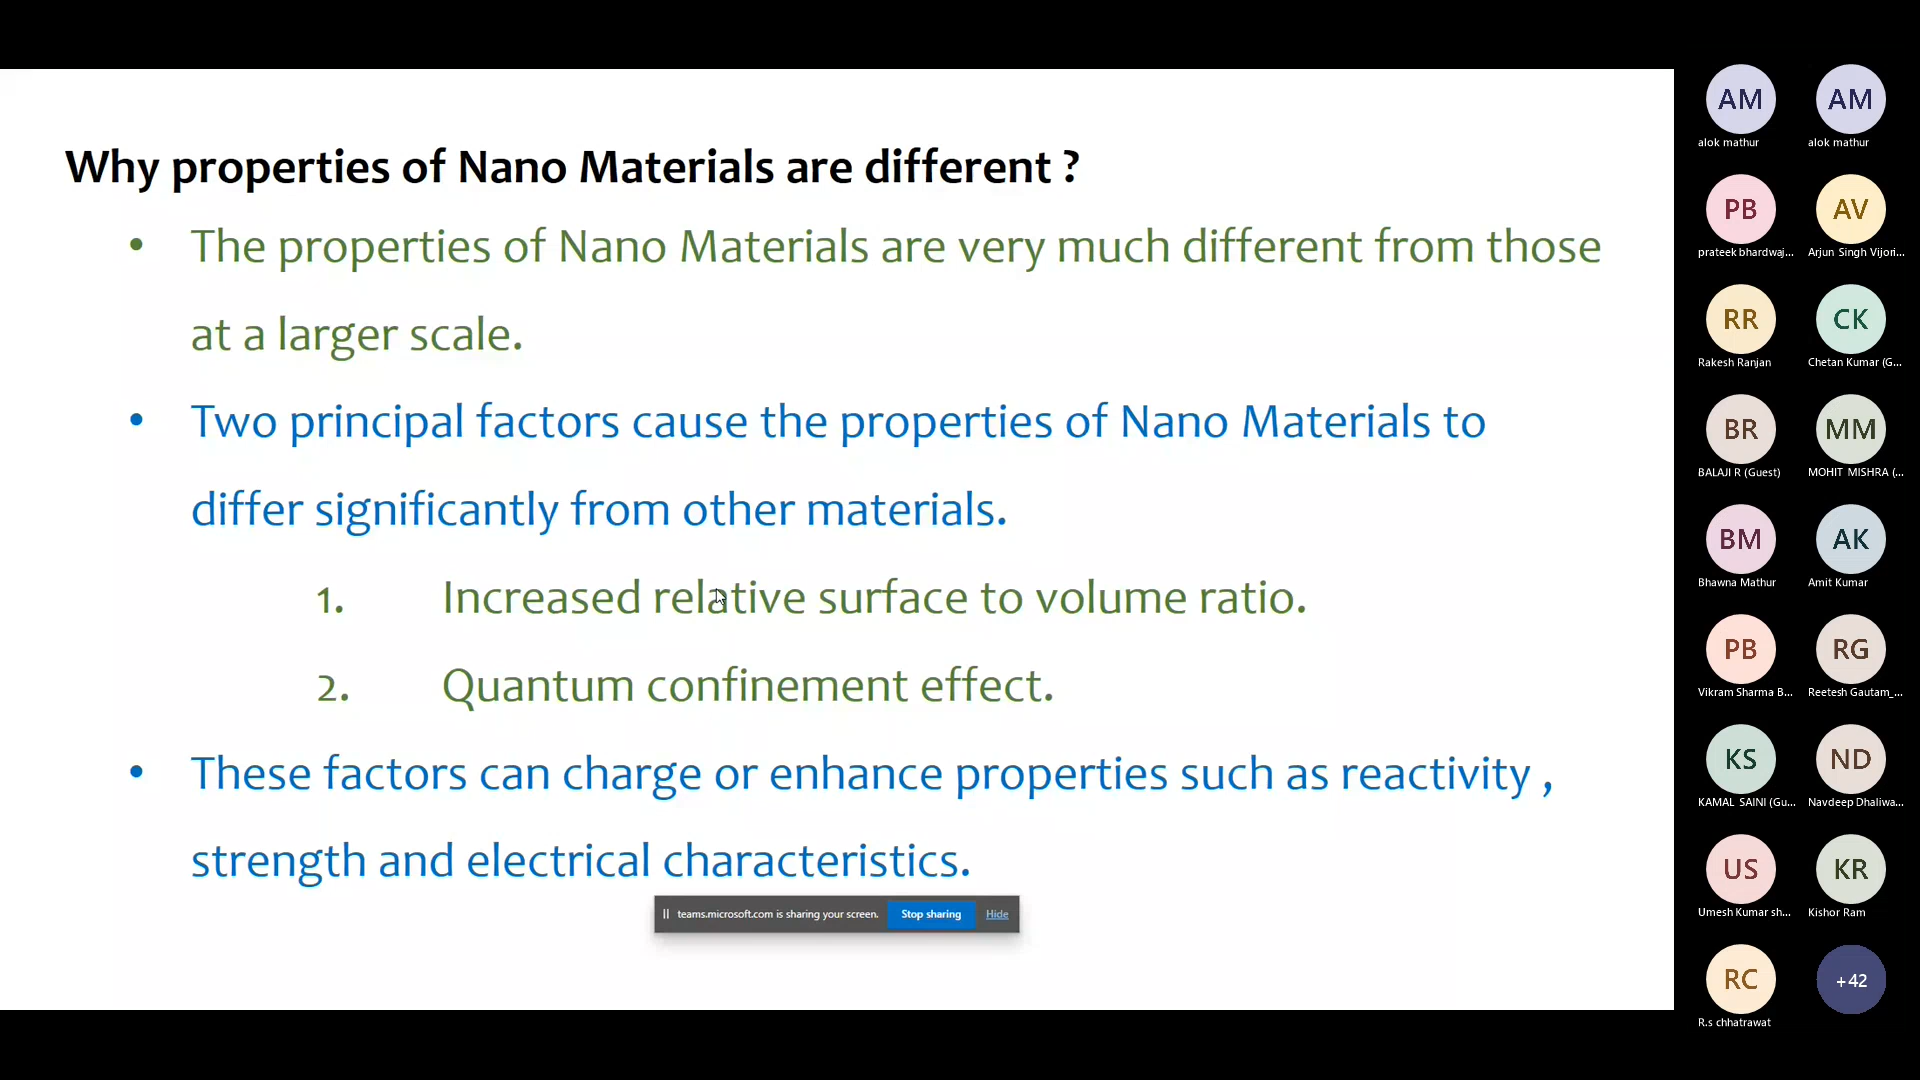 Why properties of Nano Materials are different ?
• The properties of Nano Materials are very much different from those
at a larger scale.
• Two principal factors cause the properties of Nano Materials to
differ significantly from other materials.
1. Increased relative surface to volume ratio.
2. Quantum confinement effect.
• These factors can charge or enhance properties such as reactivity ,
strength and electrical characteristics.
teams.microsoft.com is sharing your screen. Stop sharing Hide
AM AM
alok mathur alok mathur
PB AV
prateek bhardwaj... Arjun Singh Vijori...
RR CK
Rakesh Ranjan Chetan Kumar (G...
BR MM
BALAJI R (Guest) MOHIT MISHRA (...
BM AK
Bhawna Mathur Amit Kumar
PB RG
Vikram Sharma B... Reetesh Gautam_...
KS ND
KAMAL SAINI (Gu... Navdeep Dhaliwa...
US KR
Umesh Kumar sh... Kishor Ram
RC +42
R.s chhatrawat